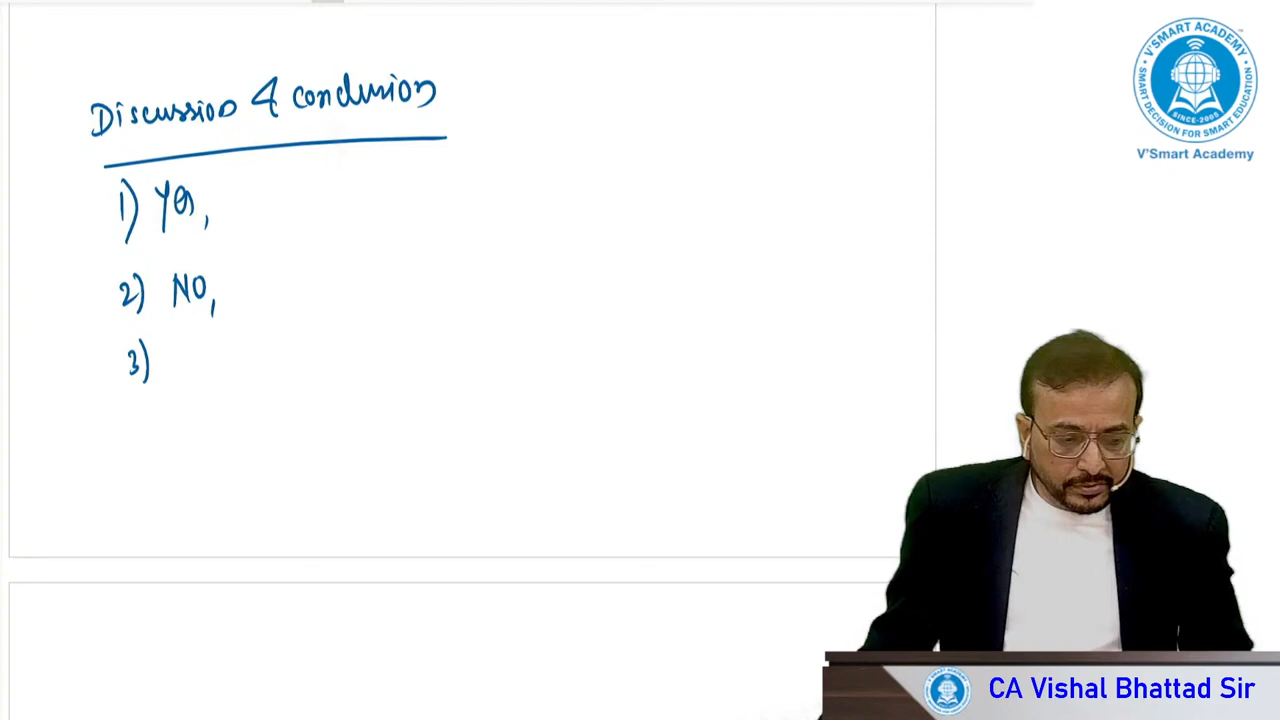 Discussion & conclusion
1) Yes,
2) NO,
3)
V'SMART ACADEMY
SMART DECISION FOR SMART EDUCATION
SINCE-2005
V'Smart Academy
CA Vishal Bhattad Sir